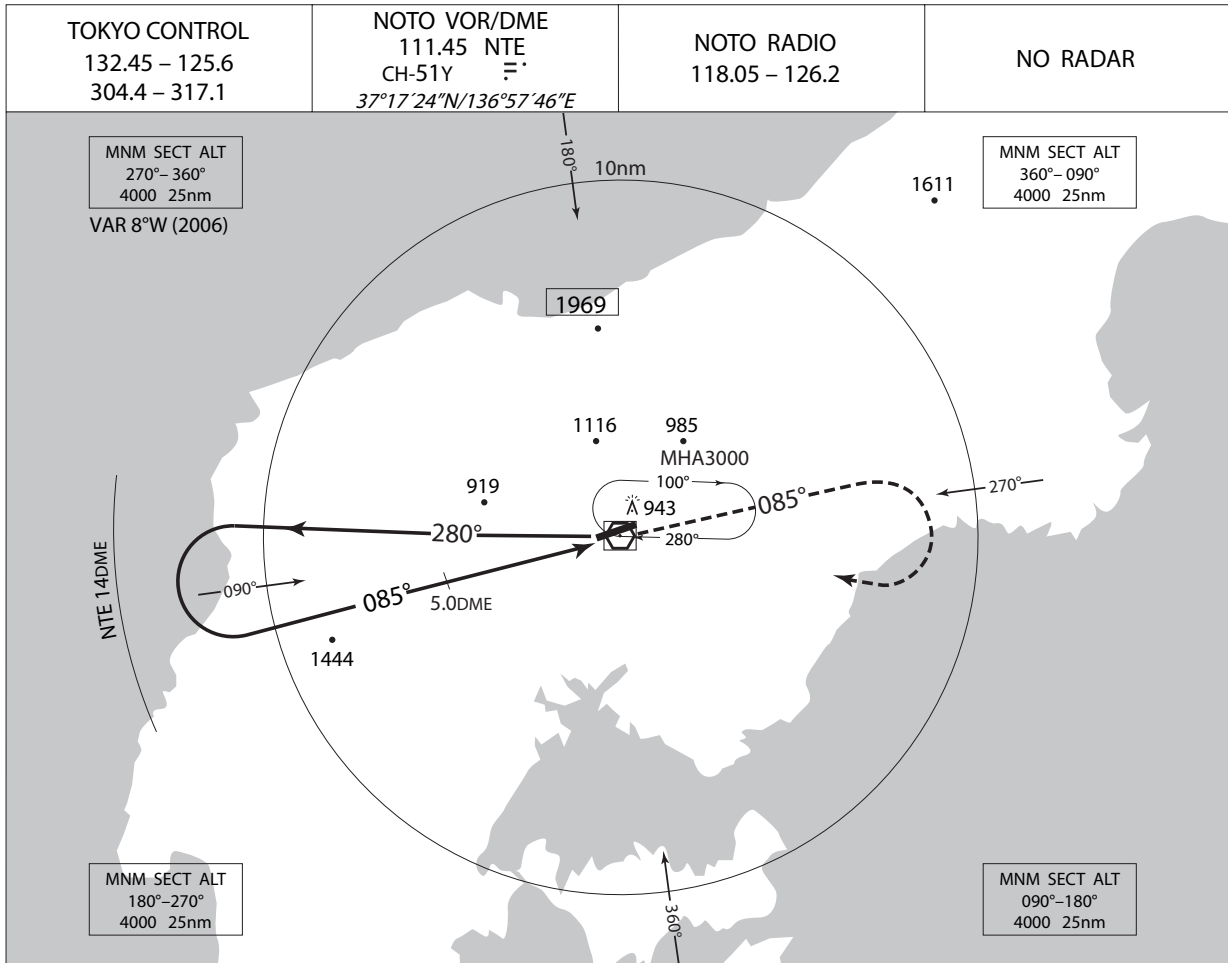 TOKYO CONTROL
132.45 – 125.6
304.4 – 317.1
NOTO VOR/DME
111.45 NTE
CH-51Y
37°17´24″N/136°57´46″E
NOTO RADIO
118.05 – 126.2
NO RADAR
MNM SECT ALT
270°– 360°
4000 25nm
VAR 8°W (2006)
180°
10nm
MNM SECT ALT
360°– 090°
4000 25nm
1611
1969
1116
985
MHA3000
100°
919
943
085°
270°
280°
280°
NTE 14DME
090°
085°
5.0DME
1444
MNM SECT ALT
180°–270°
4000 25nm
360°
MNM SECT ALT
090°–180°
4000 25nm